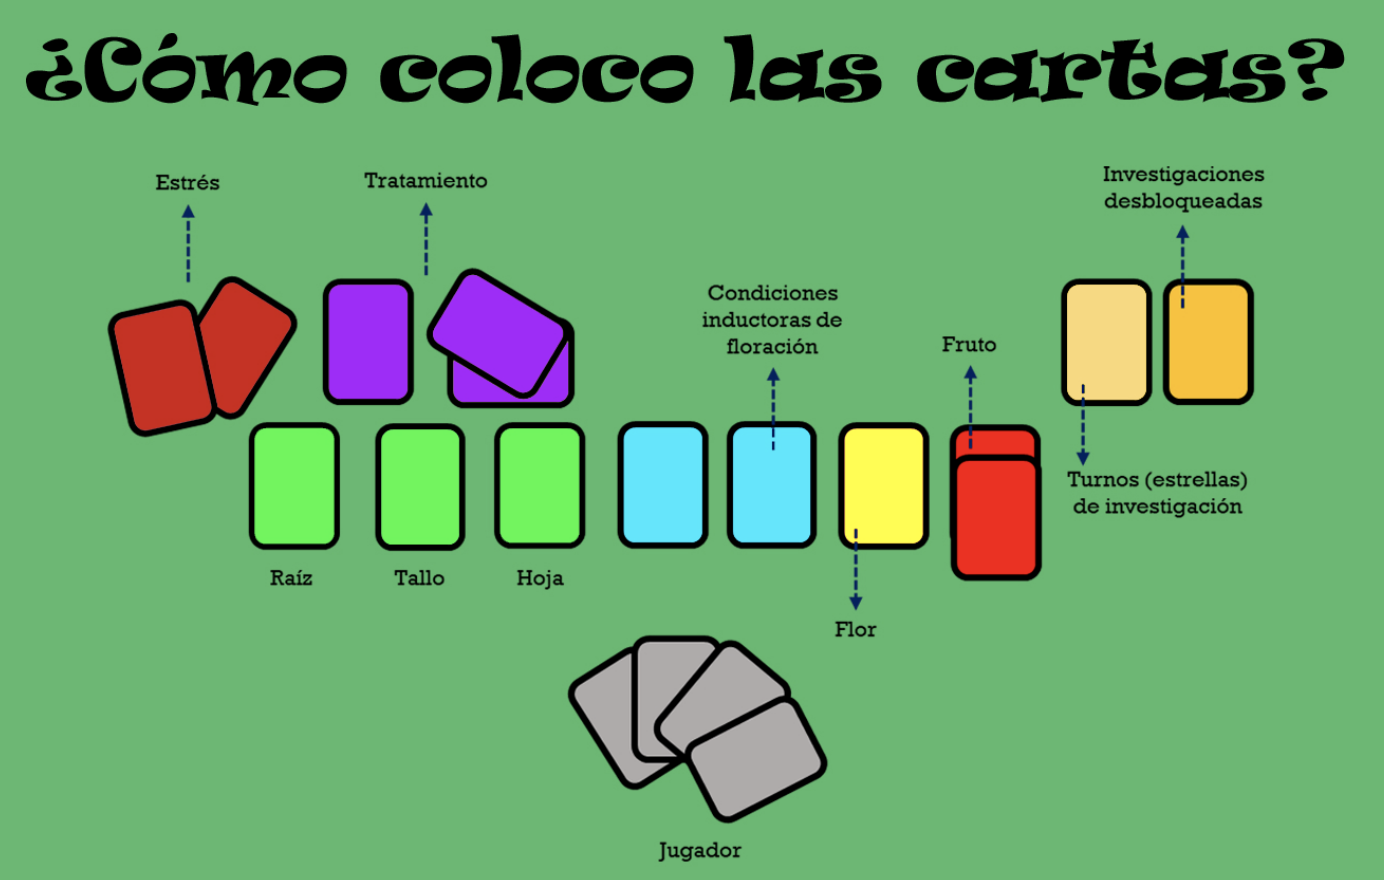 ¿Cómo coloco las cartas?
Estrés
Tratamiento
Investigaciones
desbloqueadas
Condiciones
inductoras de
floración
Fruto
Turnos (estrellas)
de investigación
Raíz
Tallo
Hoja
Flor
Jugador